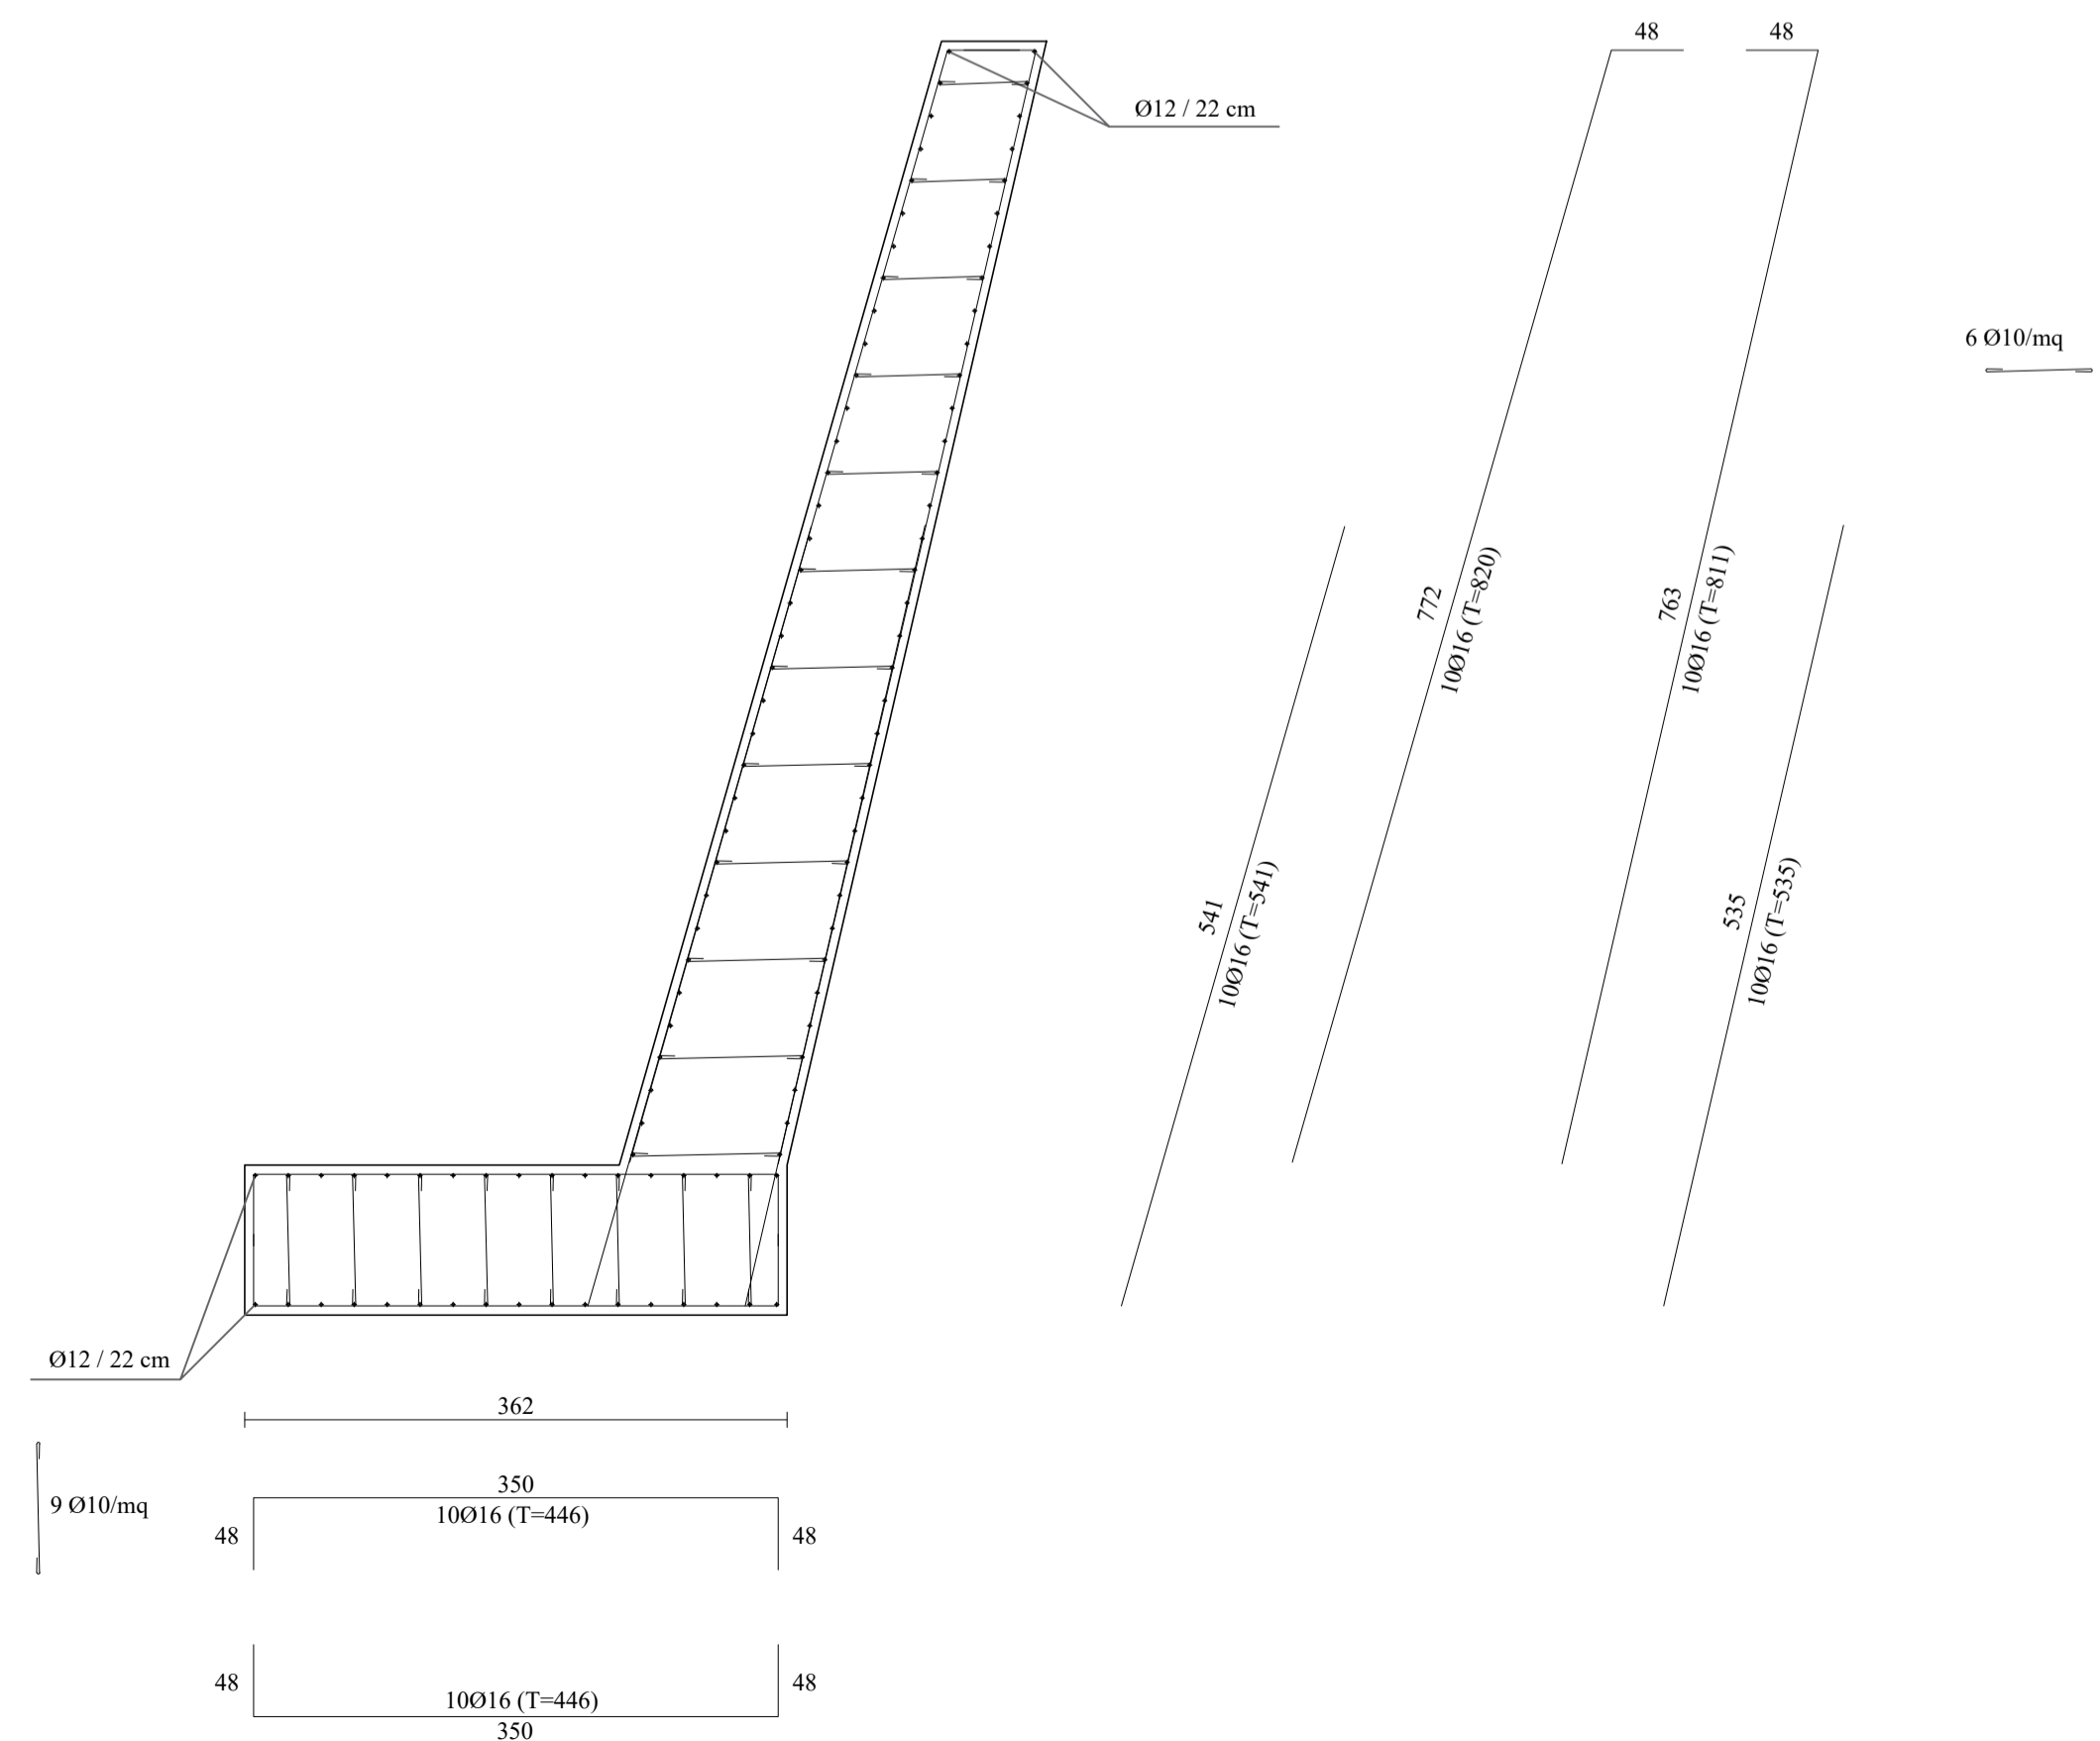 48
48
Ø12 / 22 cm
6 Ø10/mq
772
10Ø16 (T=820)
763
10Ø16 (T=811)
541
10Ø16 (T=541)
535
10Ø16 (T=535)
Ø12 / 22 cm
362
350
10Ø16 (T=446)
48
48
9 Ø10/mq
48
48
10Ø16 (T=446)
350